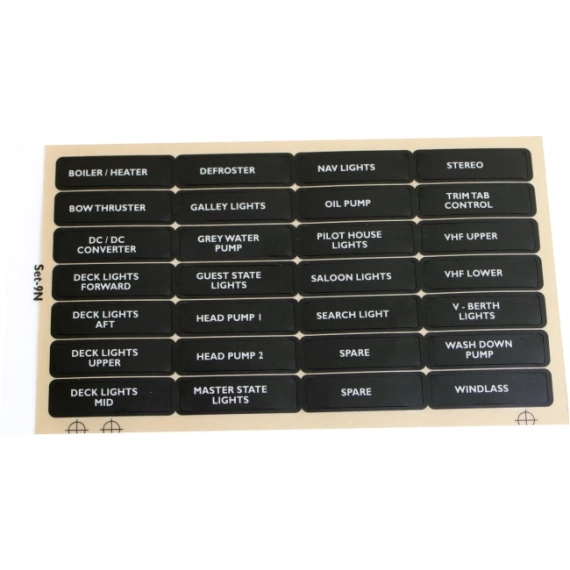 BOILER / HEATER
DEFROSTER
NAV LIGHTS
STEREO
BOW THRUSTER
GALLEY LIGHTS
OIL PUMP
TRIM TAB
CONTROL
DC / DC
CONVERTER
GREY WATER
PUMP
PILOT HOUSE
LIGHTS
VHF UPPER
DECK LIGHTS
FORWARD
GUEST STATE
LIGHTS
SALOON LIGHTS
VHF LOWER
DECK LIGHTS
AFT
HEAD PUMP 1
SEARCH LIGHT
V - BERTH
LIGHTS
DECK LIGHTS
UPPER
HEAD PUMP 2
SPARE
WASH DOWN
PUMP
DECK LIGHTS
MID
MASTER STATE
LIGHTS
SPARE
WINDLASS
Set-9N